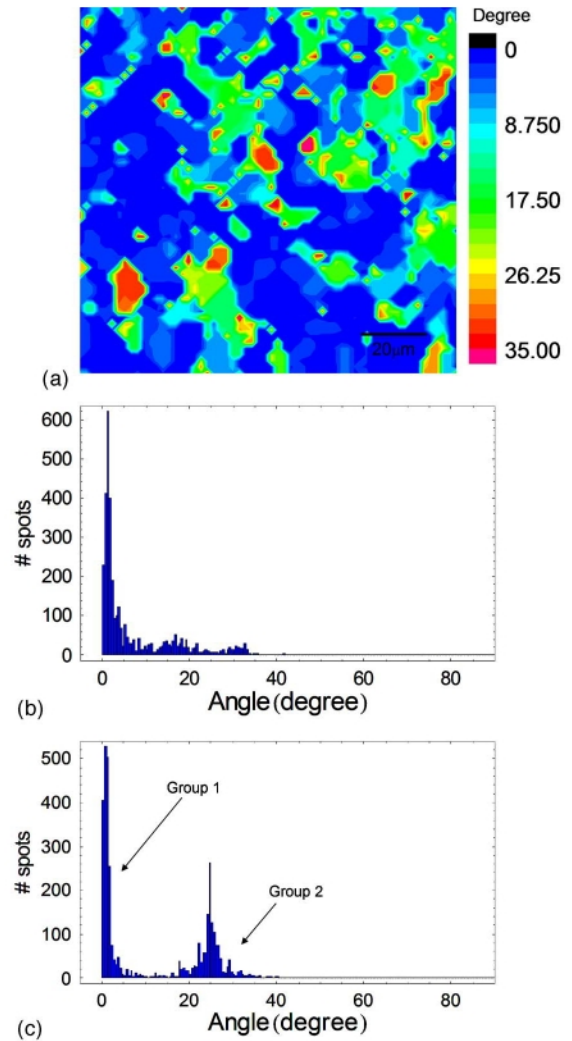 Degree
0
8.750
17.50
26.25
35.00
20μm
(a)
600
500
400
300
200
100
0
# spots
0 20 40 60 80
Angle(degree)
(b)
500
400
300
200
100
0
# spots
Group 1
Group 2
0 20 40 60 80
Angle(degree)
(c)